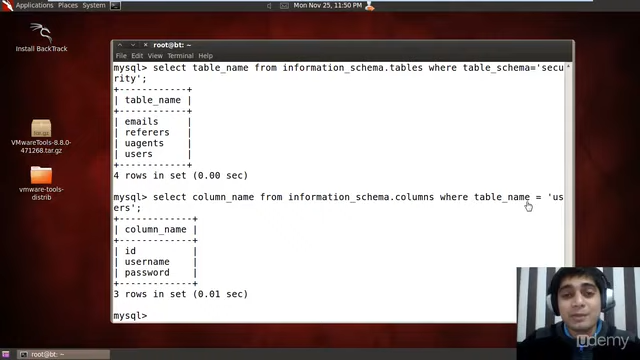 Applications Places System
Mon Nov 25, 11:50 PM
Install BackTrack
VMwareTools-8.8.0-
471268.tar.gz
vmware-tools-
distrib
root@bt: ~
File Edit View Terminal Help
mysql> select table_name from information_schema.tables where table_schema='secu
rity';
+------------+
| table_name |
+------------+
| emails |
| referers |
| uagents |
| users |
+------------+
4 rows in set (0.00 sec)
mysql> select column_name from information_schema.columns where table_name = 'us
ers';
+-------------+
| column_name |
+-------------+
| id |
| username |
| password |
+-------------+
3 rows in set (0.01 sec)
mysql>
udemy
root@bt: ~